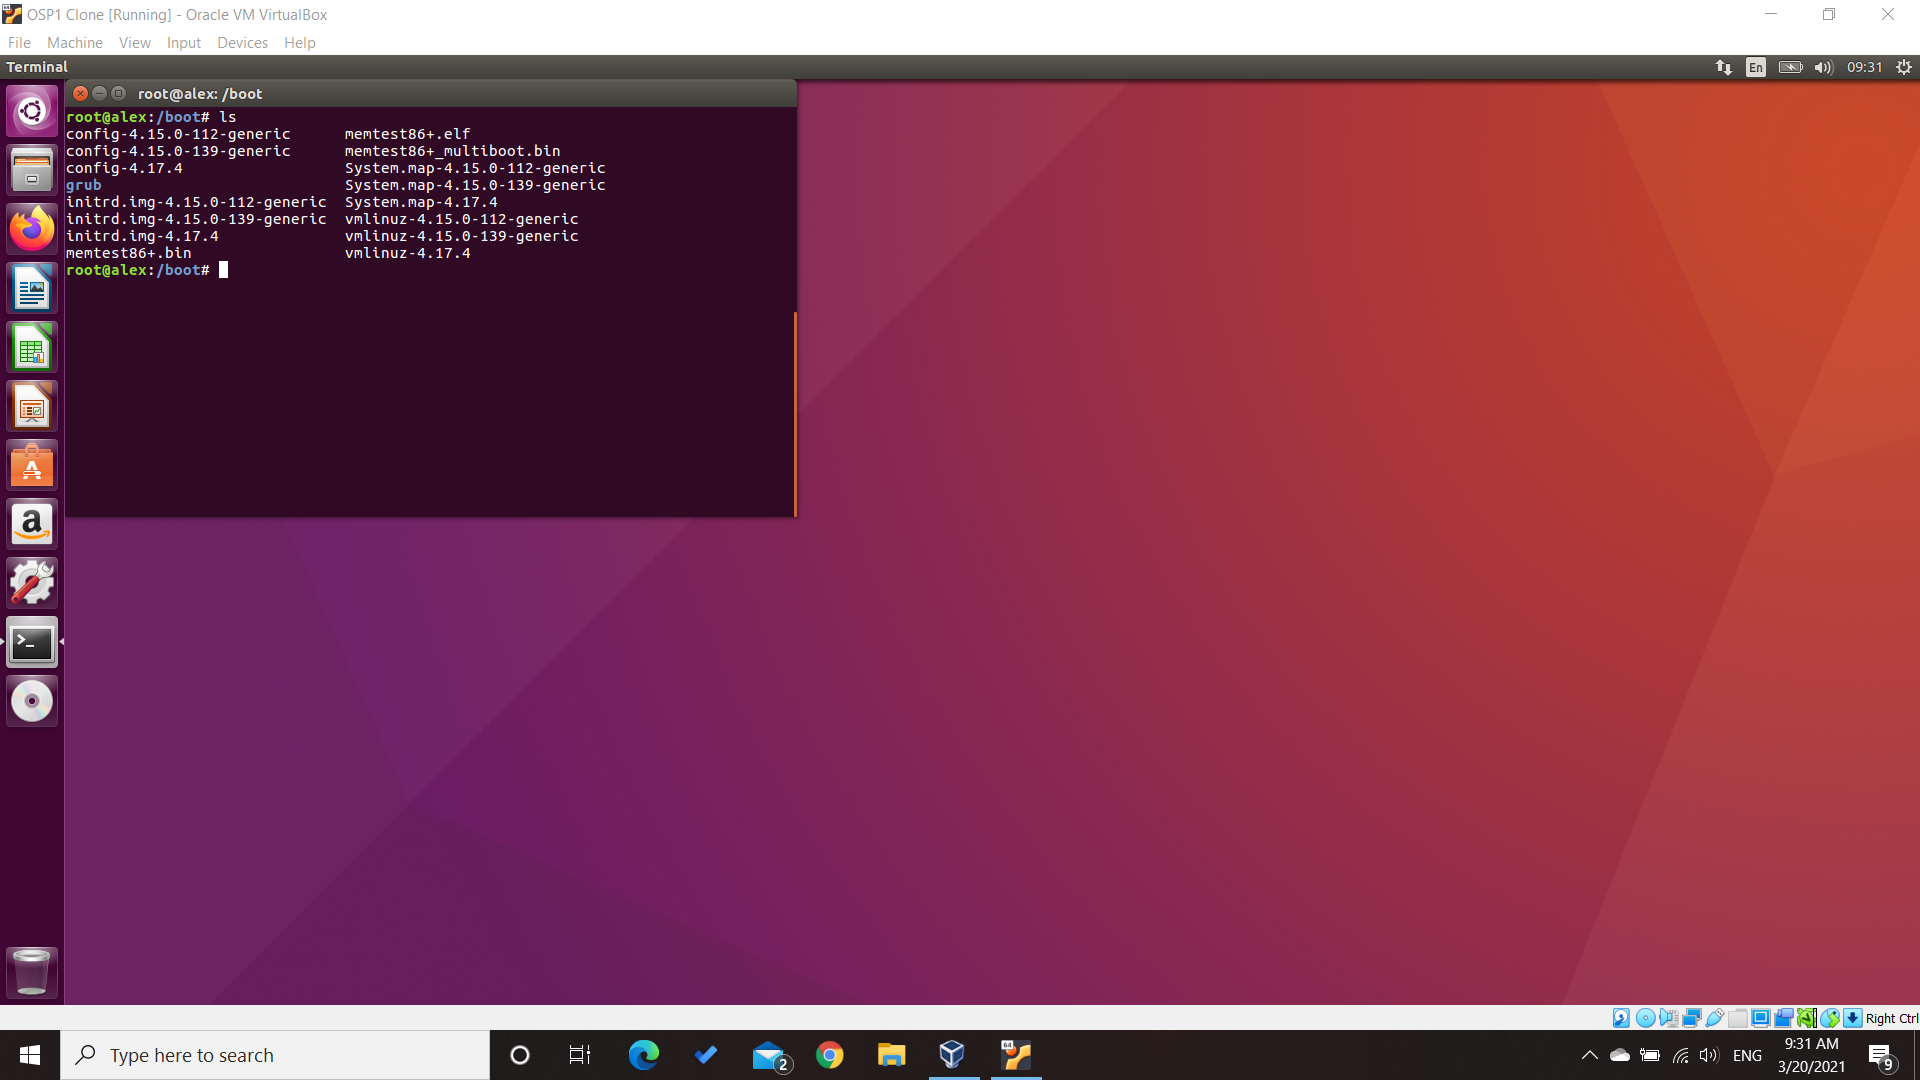 OSP1 Clone [Running] - Oracle VM VirtualBox
File Machine View Input Devices Help
Terminal
En 09:31
root@alex: /boot
root@alex:/boot# ls
config-4.15.0-112-generic memtest86+.elf
config-4.15.0-139-generic memtest86+_multiboot.bin
config-4.17.4 System.map-4.15.0-112-generic
grub System.map-4.15.0-139-generic
initrd.img-4.15.0-112-generic System.map-4.17.4
initrd.img-4.15.0-139-generic vmlinuz-4.15.0-112-generic
initrd.img-4.17.4 vmlinuz-4.15.0-139-generic
memtest86+.bin vmlinuz-4.17.4
root@alex:/boot#
Right Ctrl
Type here to search
2
64
ENG
9:31 AM
3/20/2021
9